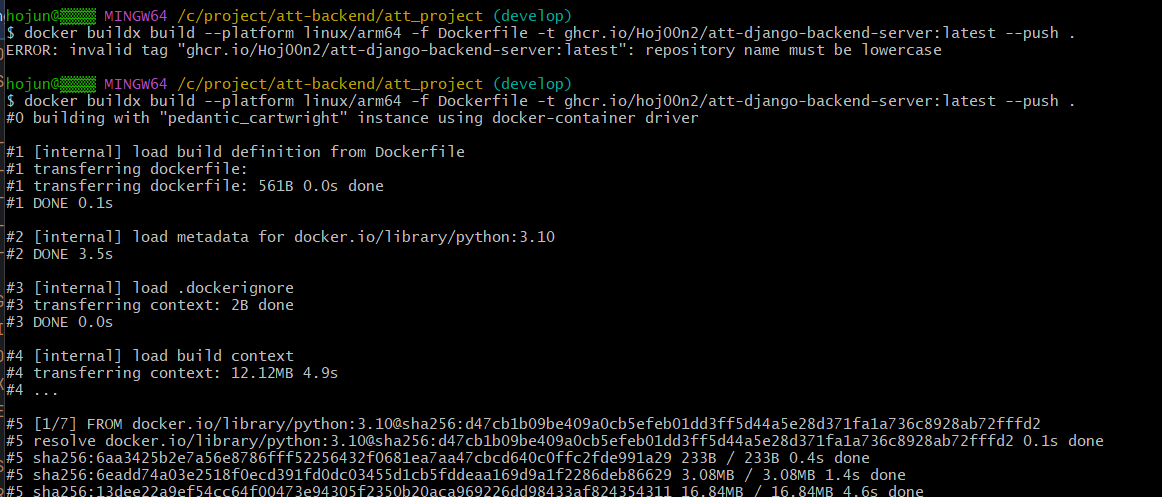 hojun@▒▒▒▒ MINGW64 /c/project/att-backend/att_project (develop)
$ docker buildx build --platform linux/arm64 -f Dockerfile -t ghcr.io/Hoj00n2/att-django-backend-server:latest --push .
ERROR: invalid tag "ghcr.io/Hoj00n2/att-django-backend-server:latest": repository name must be lowercase
hojun@▒▒▒▒ MINGW64 /c/project/att-backend/att_project (develop)
$ docker buildx build --platform linux/arm64 -f Dockerfile -t ghcr.io/hoj00n2/att-django-backend-server:latest --push .
#0 building with "pedantic_cartwright" instance using docker-container driver
#1 [internal] load build definition from Dockerfile
#1 transferring dockerfile:
#1 transferring dockerfile: 561B 0.0s done
#1 DONE 0.1s
#2 [internal] load metadata for docker.io/library/python:3.10
#2 DONE 3.5s
#3 [internal] load .dockerignore
#3 transferring context: 2B done
#3 DONE 0.0s
#4 [internal] load build context
#4 transferring context: 12.12MB 4.9s
#4 ...
#5 [1/7] FROM docker.io/library/python:3.10@sha256:d47cb1b09be409a0cb5efeb01dd3ff5d44a5e28d371fa1a736c8928ab72fffd2
#5 resolve docker.io/library/python:3.10@sha256:d47cb1b09be409a0cb5efeb01dd3ff5d44a5e28d371fa1a736c8928ab72fffd2 0.1s done
#5 sha256:6aa3425b2e7a56e8786fff52256432f0681ea7aa47cbcd640c0ffc2fde991a29 233B / 233B 0.4s done
#5 sha256:6eadd74a03e2518f0ecd391fd0dc03455d1cb5fddeaa169d9a1f2286deb86629 3.08MB / 3.08MB 1.4s done
#5 sha256:13dee22a9ef54cc64f00473e94305f2350b20aca969226dd98433af824354311 16.84MB / 16.84MB 4.6s done